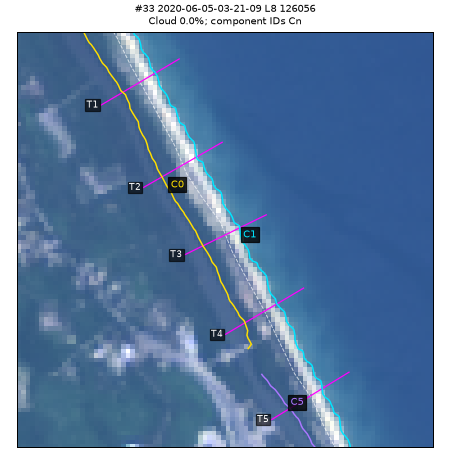 #33 2020-06-05-03-21-09 L8 126056
Cloud 0.0%; component IDs Cn
T1
T2
C0
C1
T3
T4
C5
T5